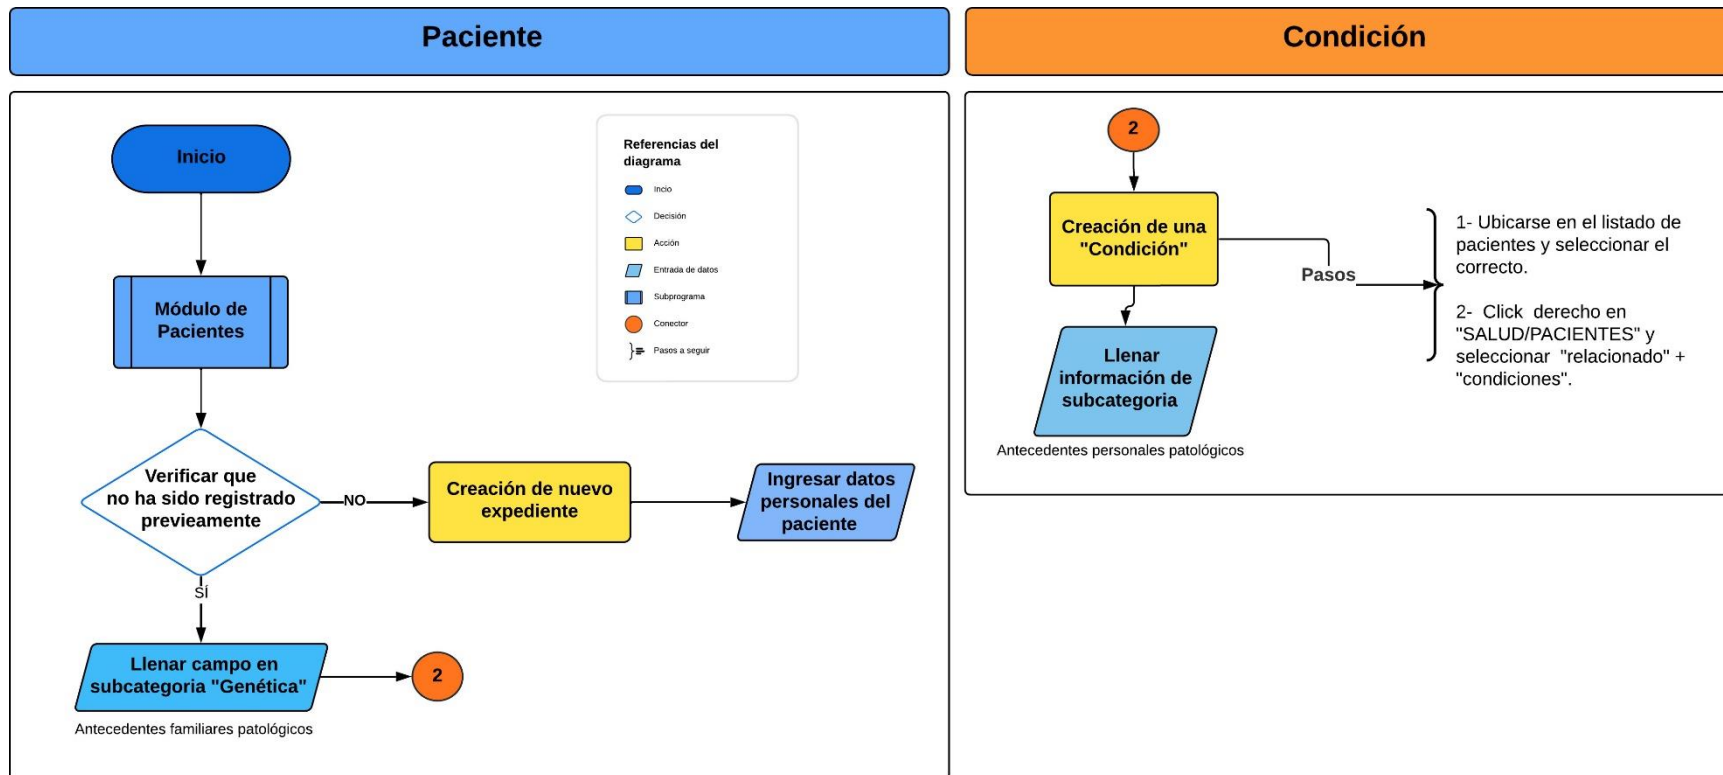 Paciente
Inicio
Módulo de
Pacientes
Verificar que
no ha sido registrado
previeamente
NO
Creación de nuevo
expediente
Ingresar datos
personales del
paciente
SÍ
Llenar campo en
subcategoria "Genética"
2
Antecedentes familiares patológicos
Referencias del
diagrama
Incio
Decisión
Acción
Entrada de datos
Subprograma
Conector
Pasos a seguir
Condición
2
Creación de una
"Condición"
Pasos
1- Ubicarse en el listado de
pacientes y seleccionar el
correcto.
2- Click derecho en
"SALUD/PACIENTES" y
seleccionar "relacionado" +
"condiciones".
Llenar
información de
subcategoria
Antecedentes personales patológicos